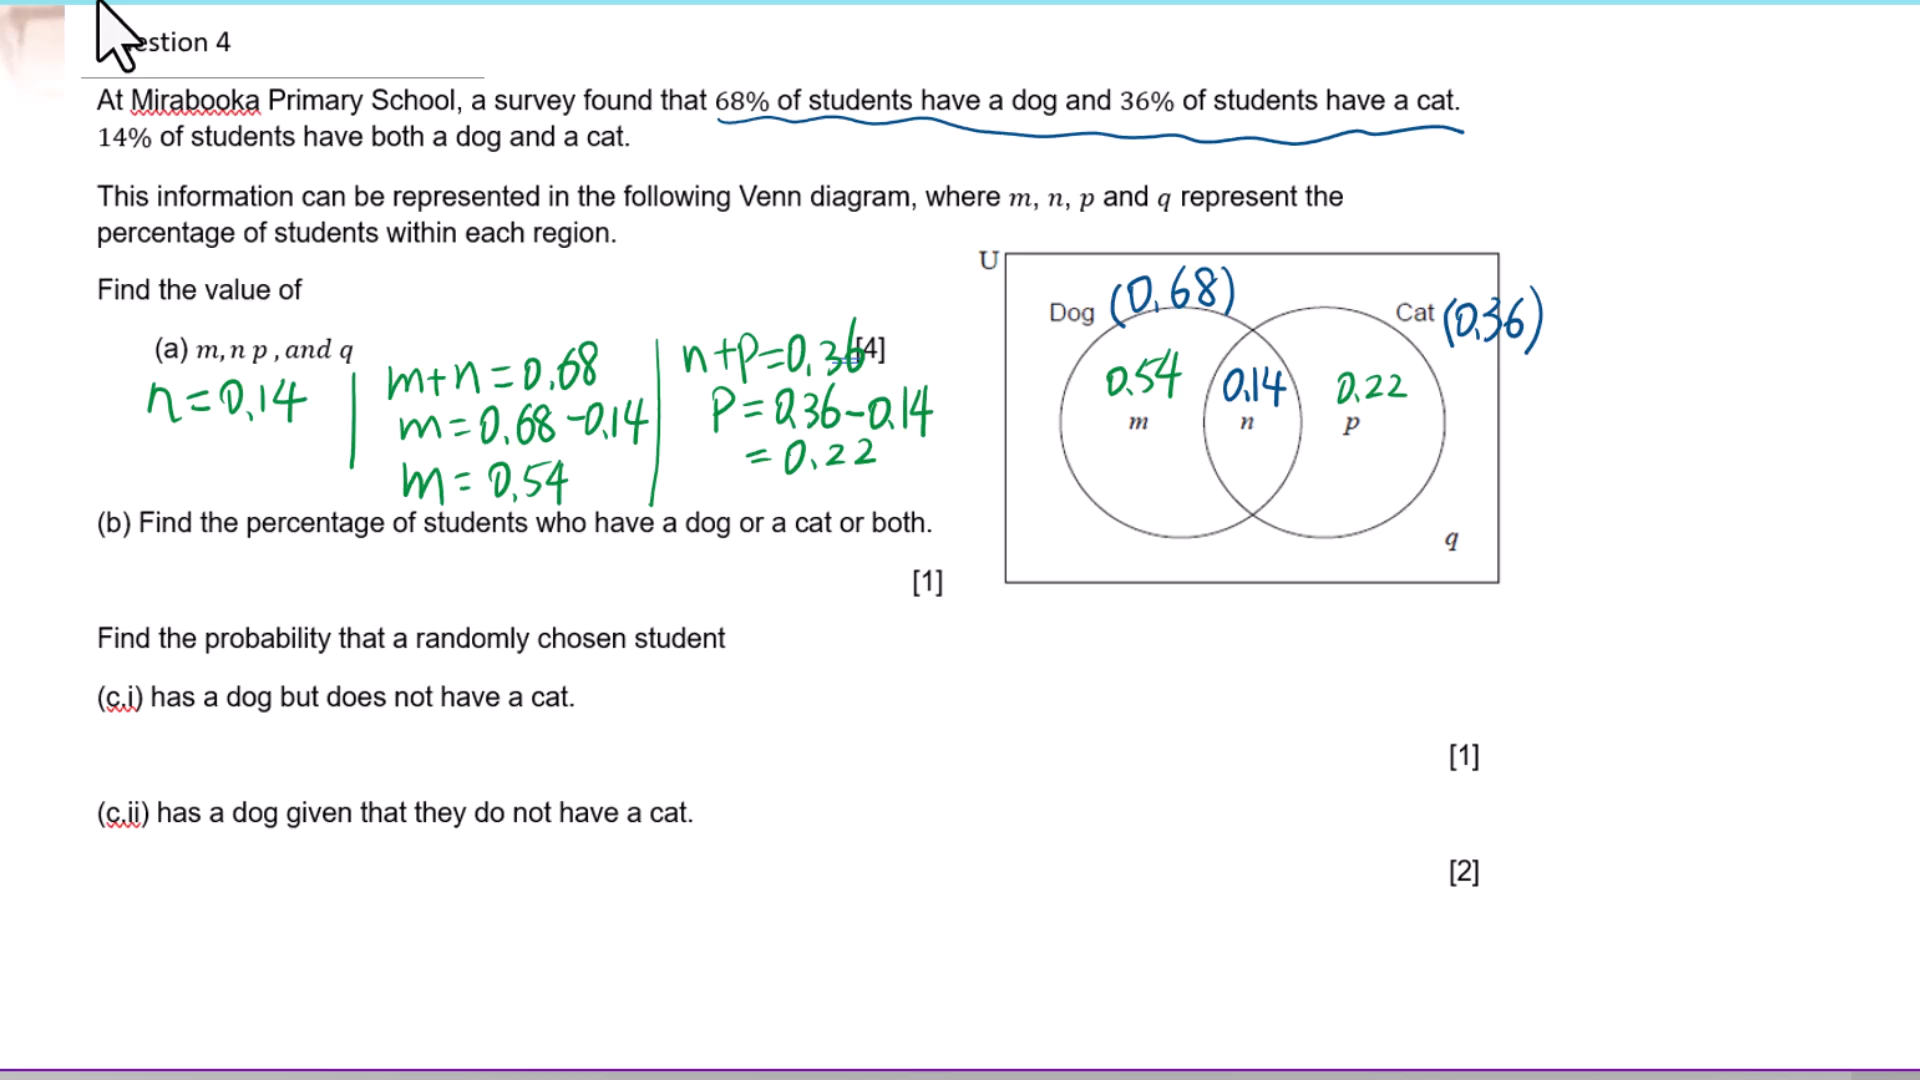 estion 4
At Mirabooka Primary School, a survey found that 68% of students have a dog and 36% of students have a cat.
14% of students have both a dog and a cat.
This information can be represented in the following Venn diagram, where m, n, p and q represent the
percentage of students within each region.
Find the value of
(a) m, n p , and q
[4]
n = 0.14
m+n = 0.68
m = 0.68 - 0.14
m = 0.54
n+p = 0.36
p = 0.36 - 0.14
= 0.22
U
Dog (0.68)
Cat (0.36)
0.54
0.14
0.22
m
n
p
q
(b) Find the percentage of students who have a dog or a cat or both.
[1]
Find the probability that a randomly chosen student
(c.i) has a dog but does not have a cat.
[1]
(c.ii) has a dog given that they do not have a cat.
[2]